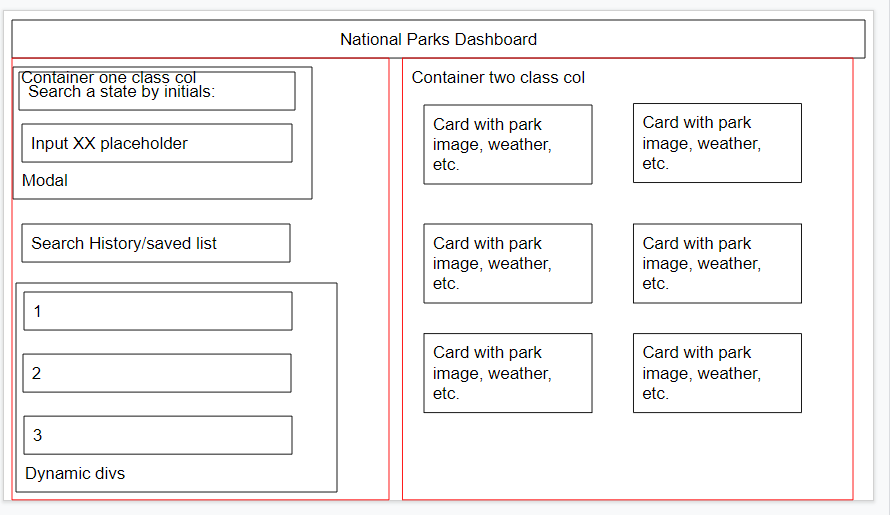 National Parks Dashboard
Container one class col
Search a state by initials:
Input XX placeholder
Modal
Search History/saved list
1
2
3
Dynamic divs
Container two class col
Card with park
image, weather,
etc.
Card with park
image, weather,
etc.
Card with park
image, weather,
etc.
Card with park
image, weather,
etc.
Card with park
image, weather,
etc.
Card with park
image, weather,
etc.